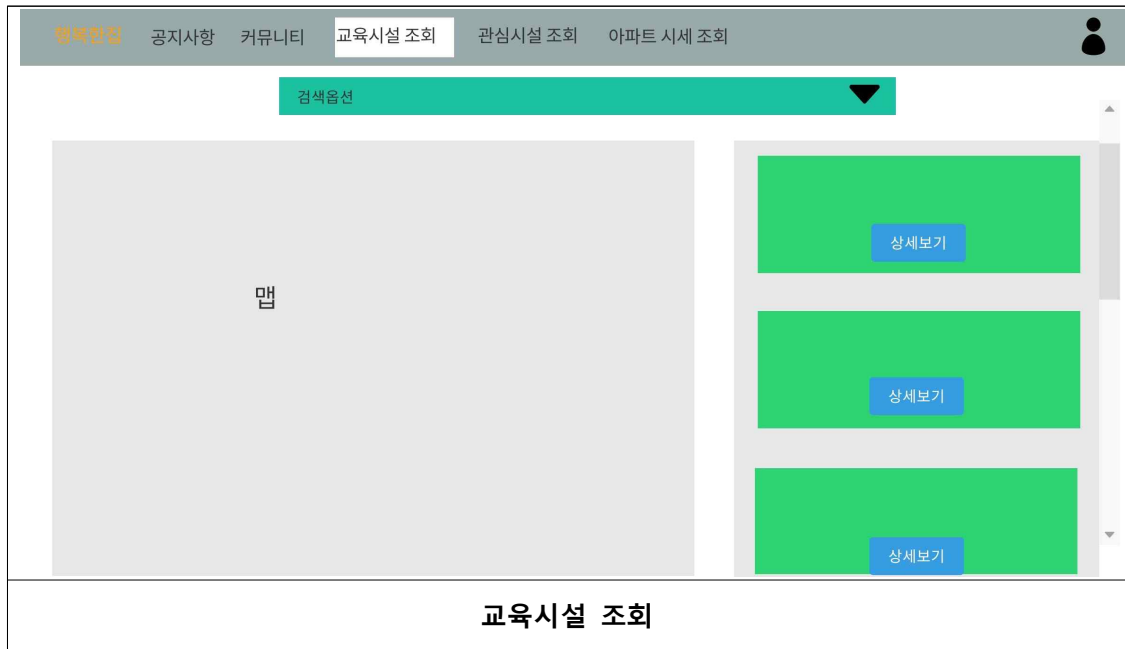 행복한집 공지사항 커뮤니티 교육시설 조회 관심시설 조회 아파트 시세 조회
검색옵션
상세보기
맵
상세보기
상세보기
교육시설 조회